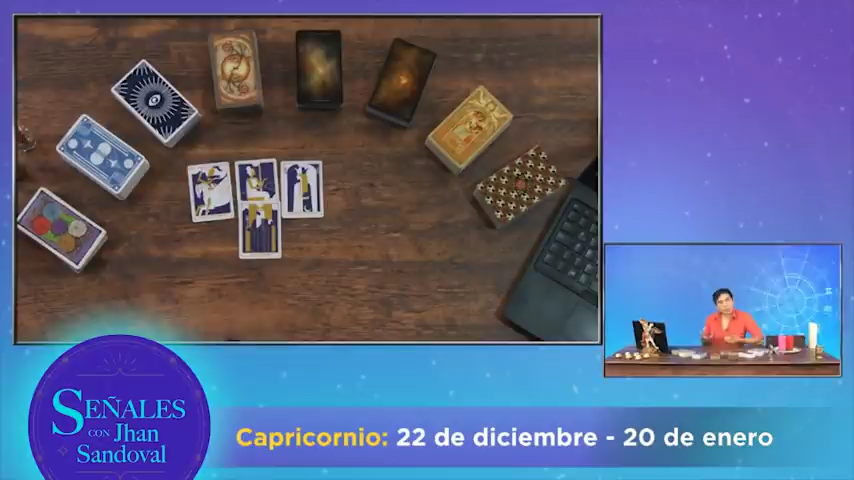 SEÑALES
CON Jhan
Sandoval
Capricornio: 22 de diciembre - 20 de enero